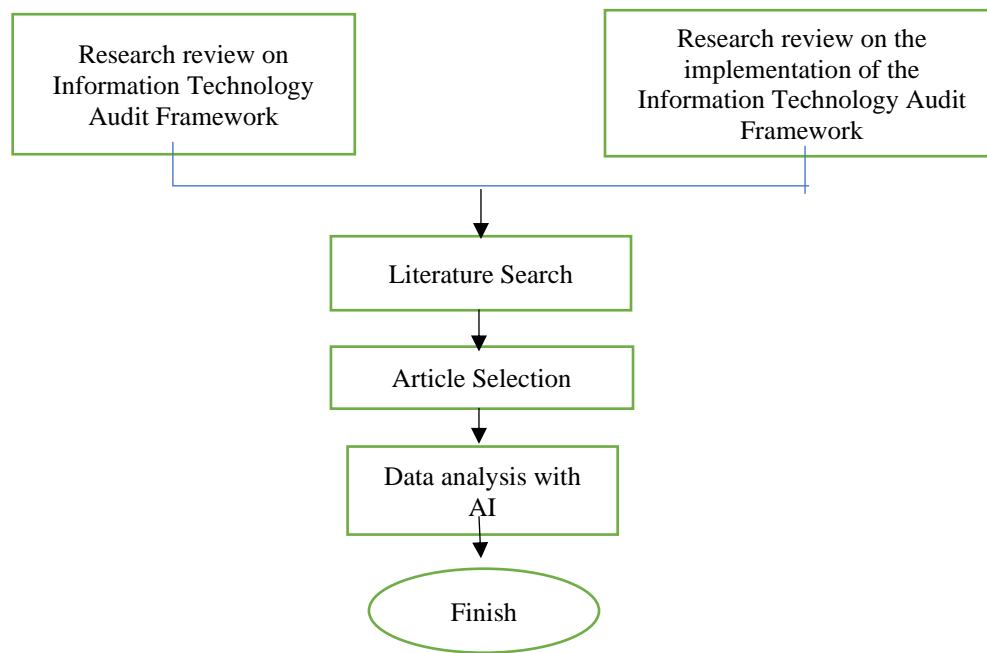 Research review on
Information Technology
Audit Framework
Research review on the
implementation of the
Information Technology Audit
Framework
Literature Search
Article Selection
Data analysis with
AI
Finish